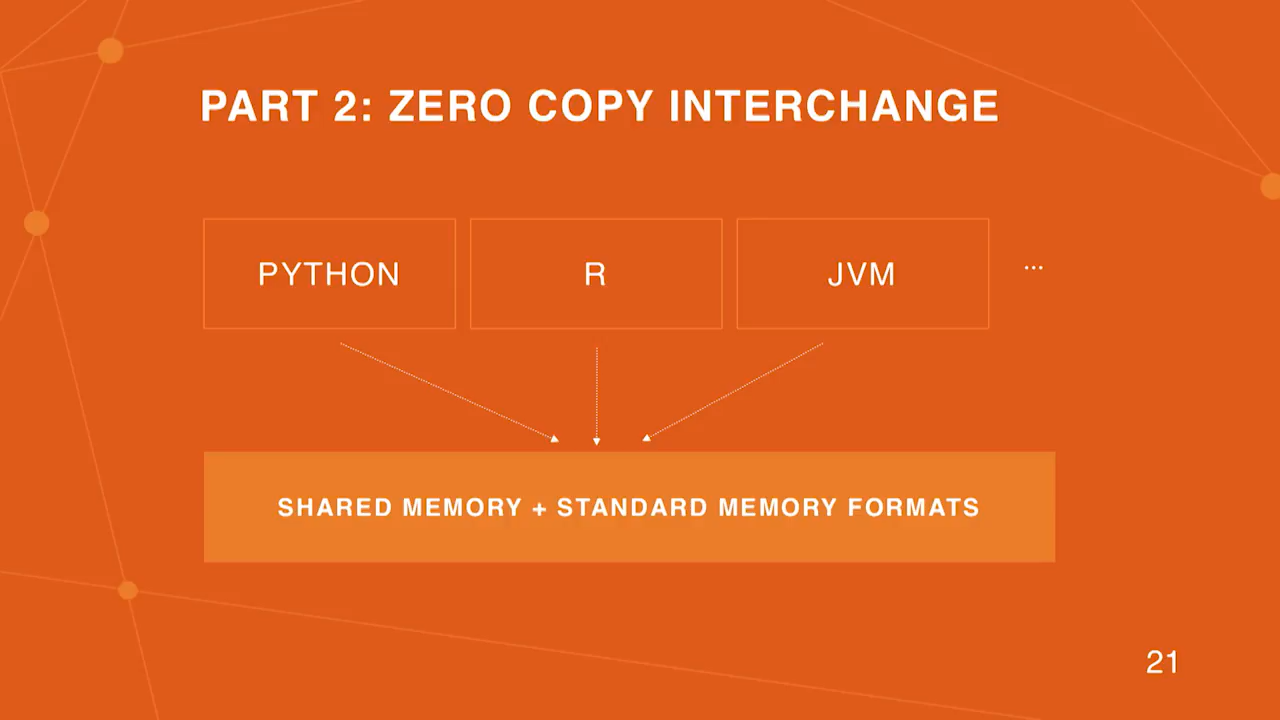 PART 2: ZERO COPY INTERCHANGE
PYTHON
R
JVM
...
SHARED MEMORY + STANDARD MEMORY FORMATS
21